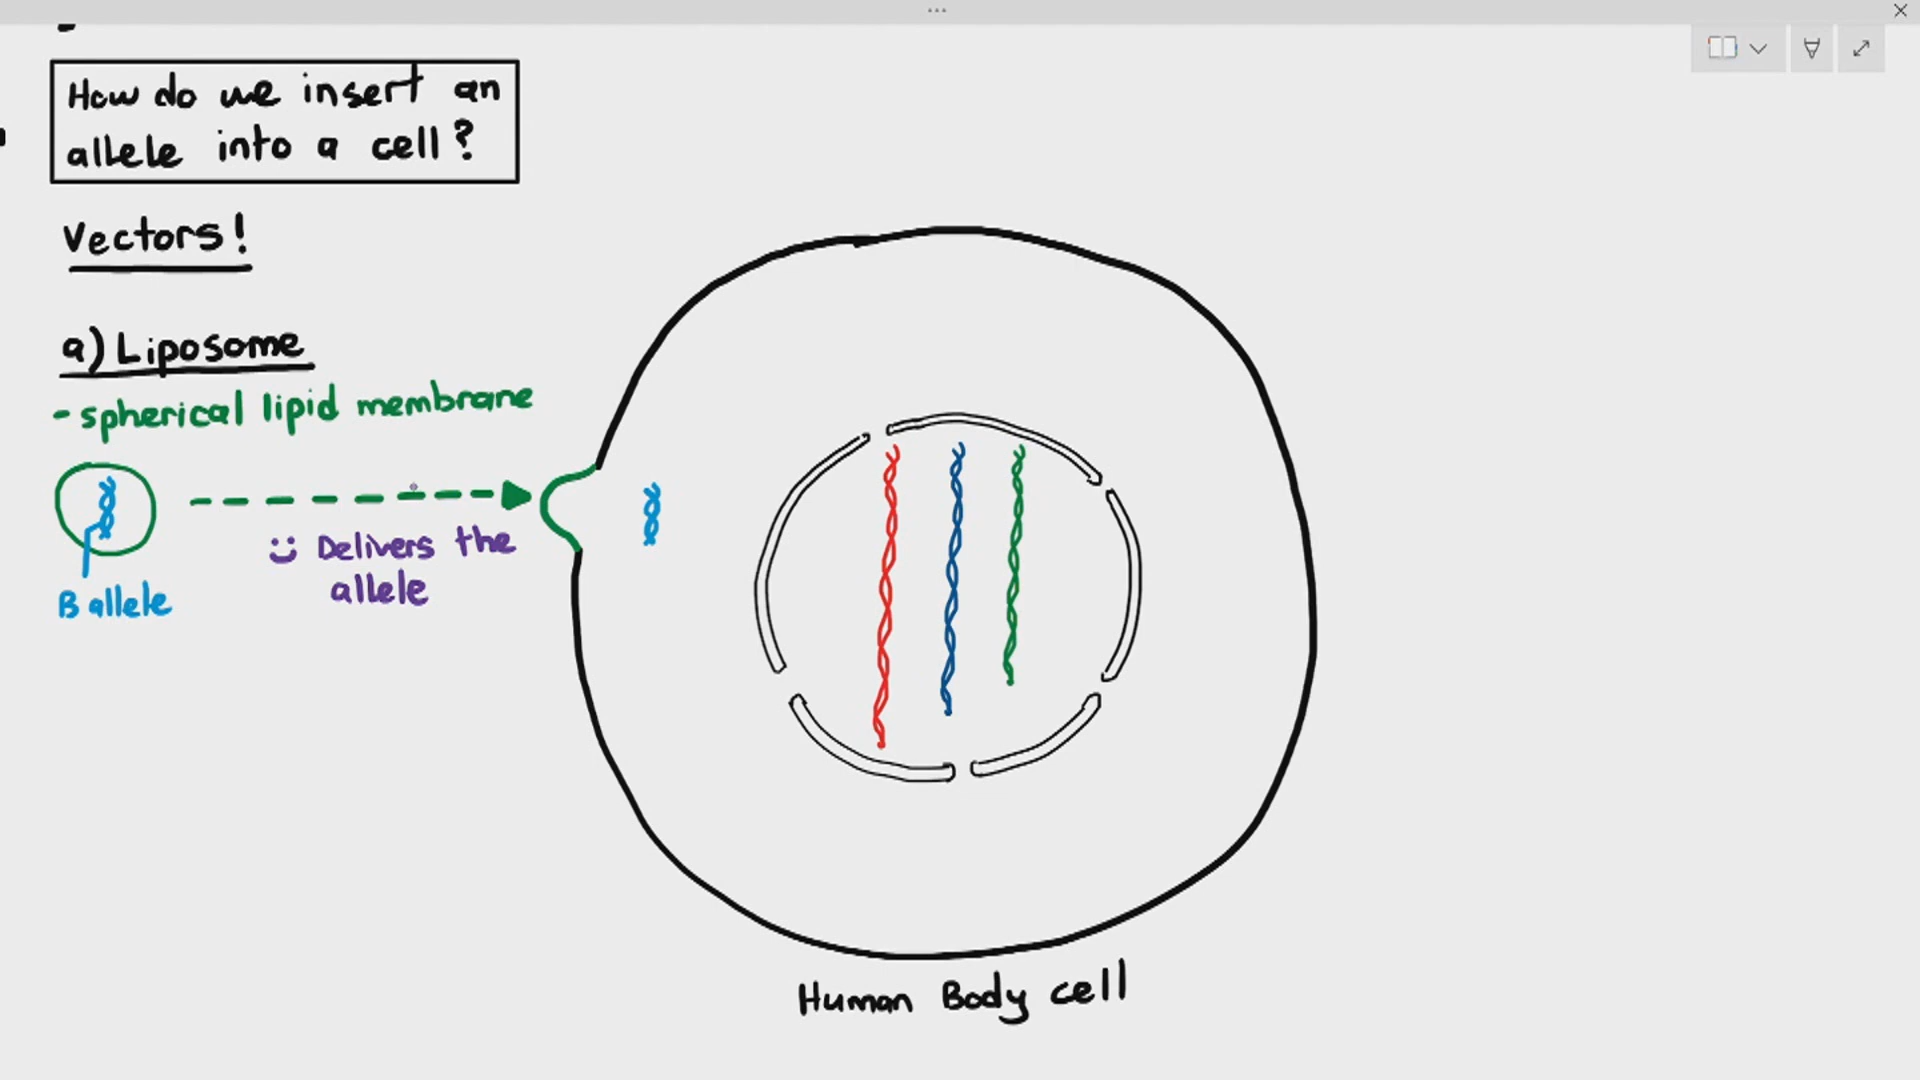 How do we insert an
allele into a cell?
Vectors!
a) Liposome
- spherical lipid membrane
Delivers the
allele
B allele
Human Body cell